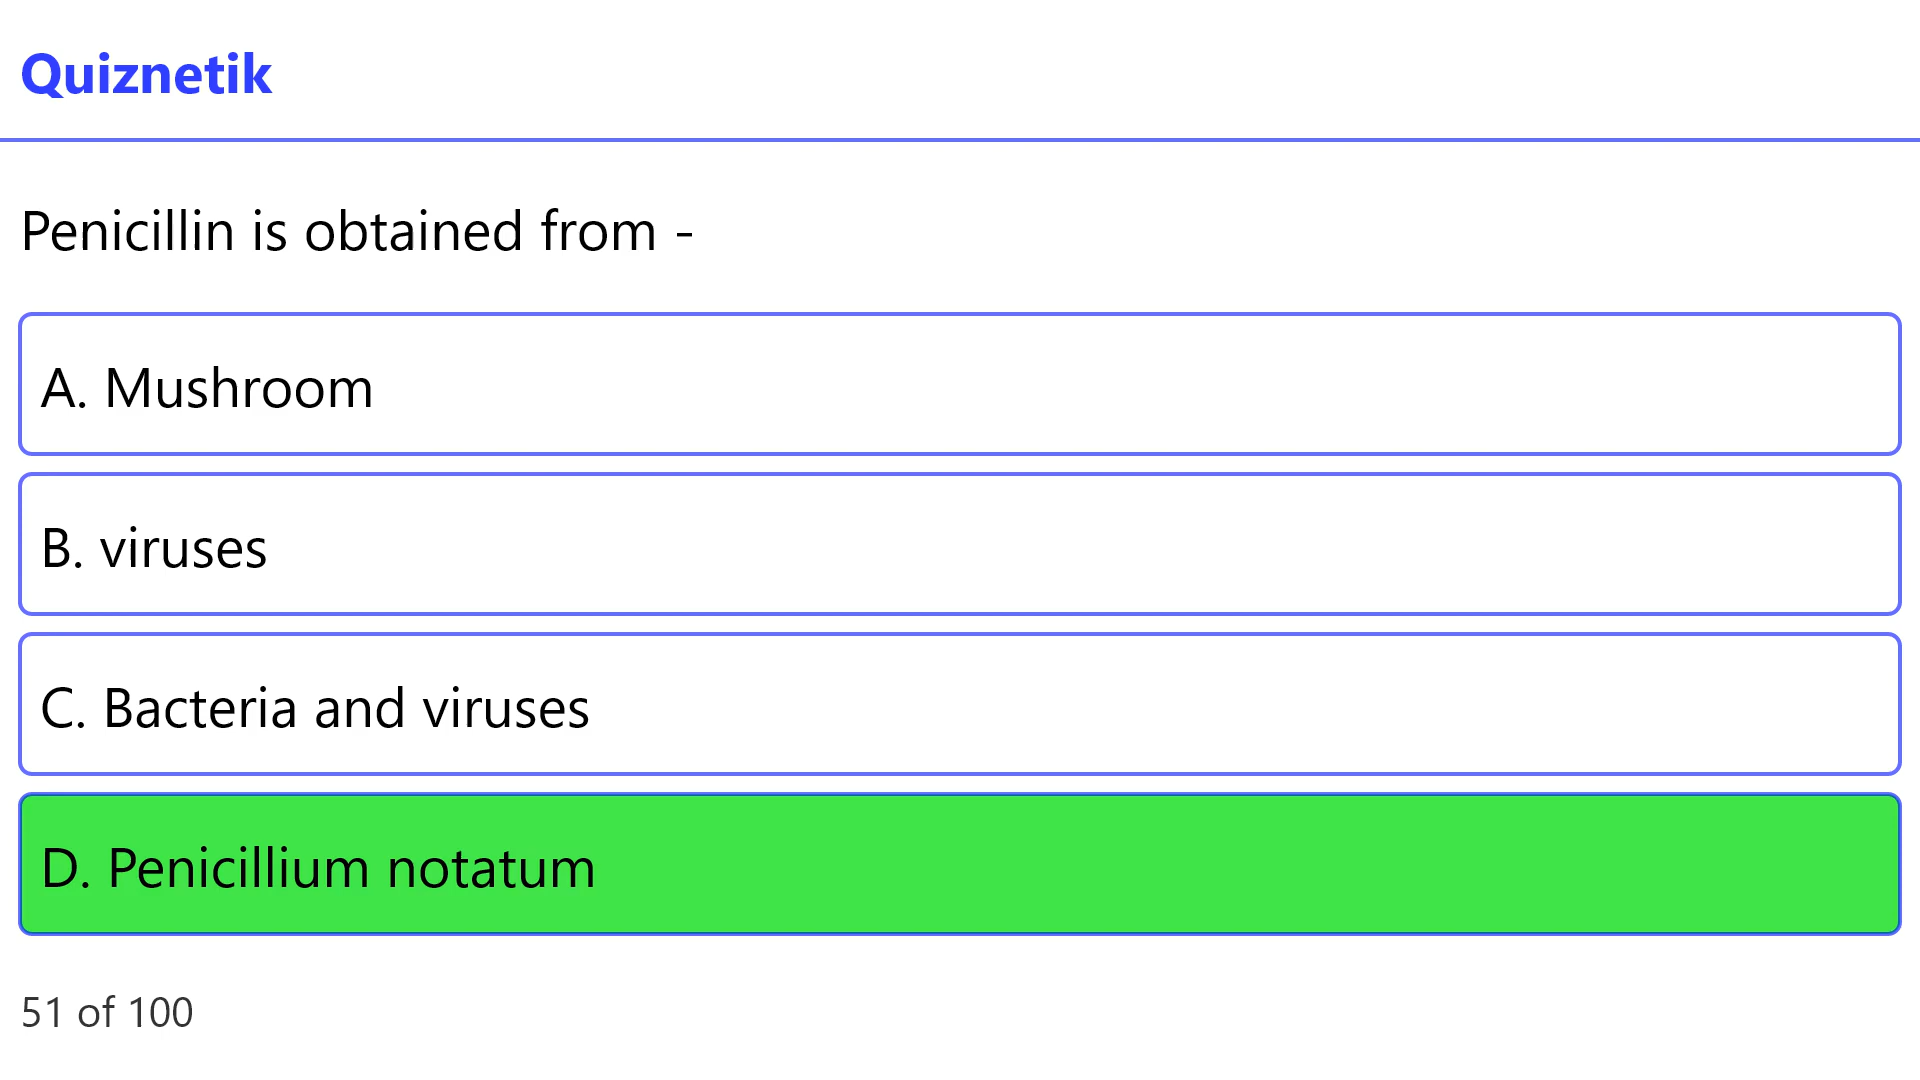 Quiznetik
Penicillin is obtained from -
A. Mushroom
B. viruses
C. Bacteria and viruses
D. Penicillium notatum
51 of 100